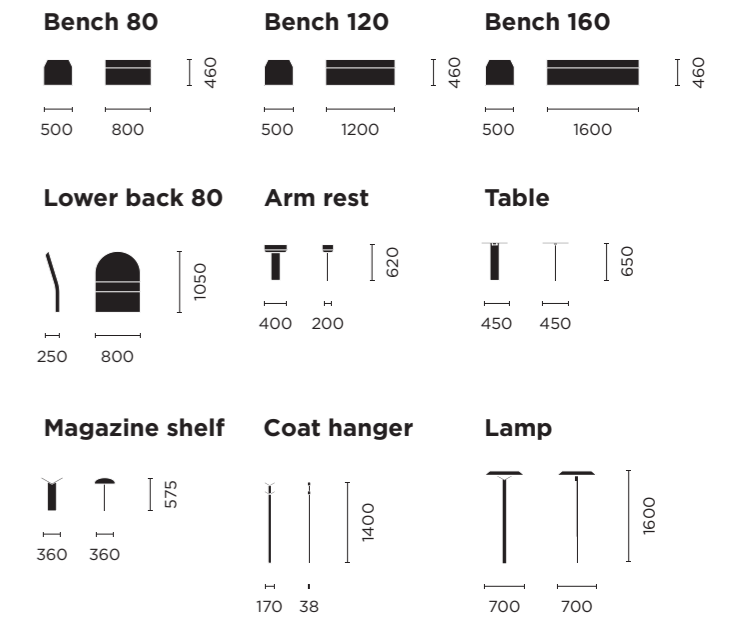 Bench 80
Bench 120
Bench 160
460
460
460
500 800
500 1200
500 1600
Lower back 80
Arm rest
Table
1050
620
650
400 200
450 450
250 800
Magazine shelf
Coat hanger
Lamp
575
1400
1600
360 360
170 38
700 700